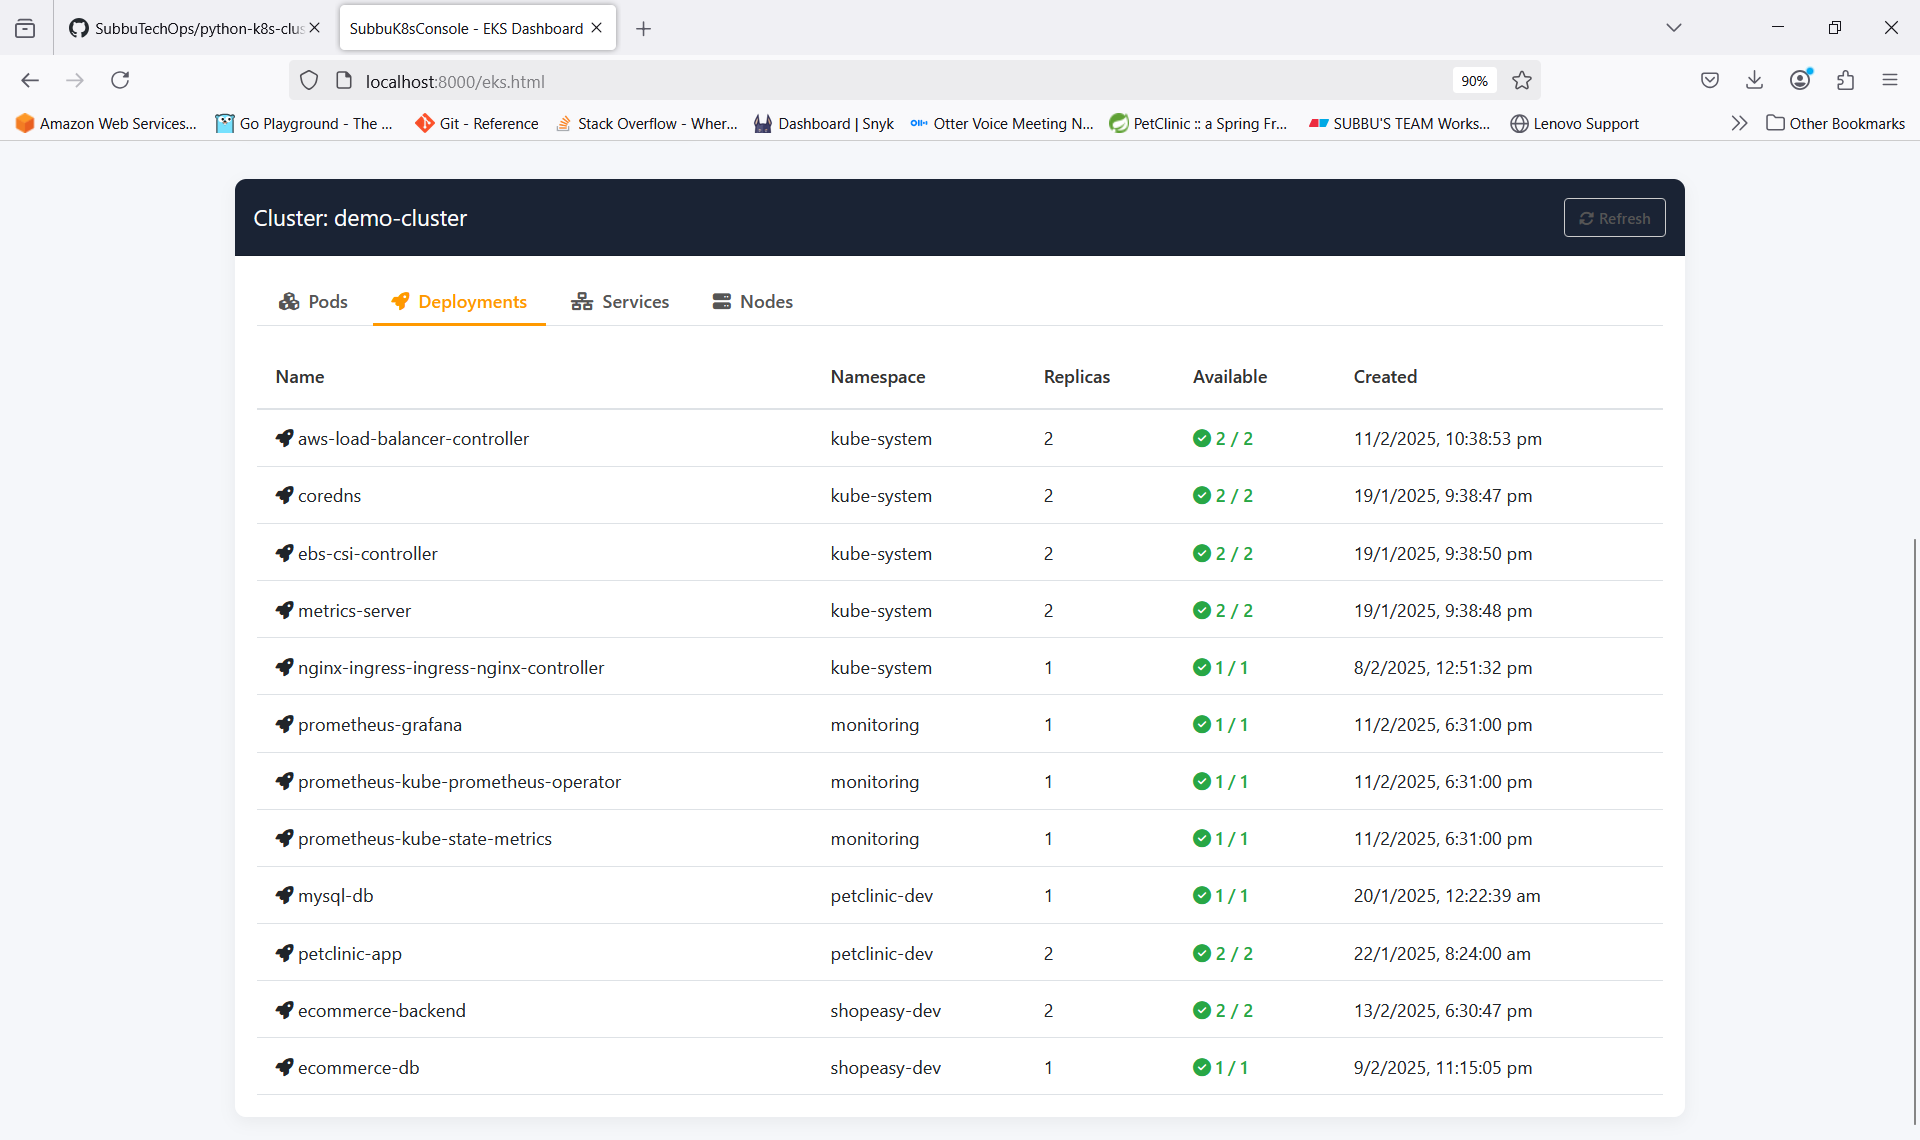 SubbuTechOps/python-k8s-clus
SubbuK8sConsole - EKS Dashboard
localhost:8000/eks.html
90%
Amazon Web Services...
Go Playground - The ...
Git - Reference
Stack Overflow - Wher...
Dashboard | Snyk
Otter Voice Meeting N...
PetClinic :: a Spring Fr...
SUBBU'S TEAM Works...
Lenovo Support
Other Bookmarks
Cluster: demo-cluster
Refresh
Pods Deployments Services Nodes
Name Namespace Replicas Available Created
aws-load-balancer-controller kube-system 2 2 / 2 11/2/2025, 10:38:53 pm
coredns kube-system 2 2 / 2 19/1/2025, 9:38:47 pm
ebs-csi-controller kube-system 2 2 / 2 19/1/2025, 9:38:50 pm
metrics-server kube-system 2 2 / 2 19/1/2025, 9:38:48 pm
nginx-ingress-ingress-nginx-controller kube-system 1 1 / 1 8/2/2025, 12:51:32 pm
prometheus-grafana monitoring 1 1 / 1 11/2/2025, 6:31:00 pm
prometheus-kube-prometheus-operator monitoring 1 1 / 1 11/2/2025, 6:31:00 pm
prometheus-kube-state-metrics monitoring 1 1 / 1 11/2/2025, 6:31:00 pm
mysql-db petclinic-dev 1 1 / 1 20/1/2025, 12:22:39 am
petclinic-app petclinic-dev 2 2 / 2 22/1/2025, 8:24:00 am
ecommerce-backend shopeasy-dev 2 2 / 2 13/2/2025, 6:30:47 pm
ecommerce-db shopeasy-dev 1 1 / 1 9/2/2025, 11:15:05 pm